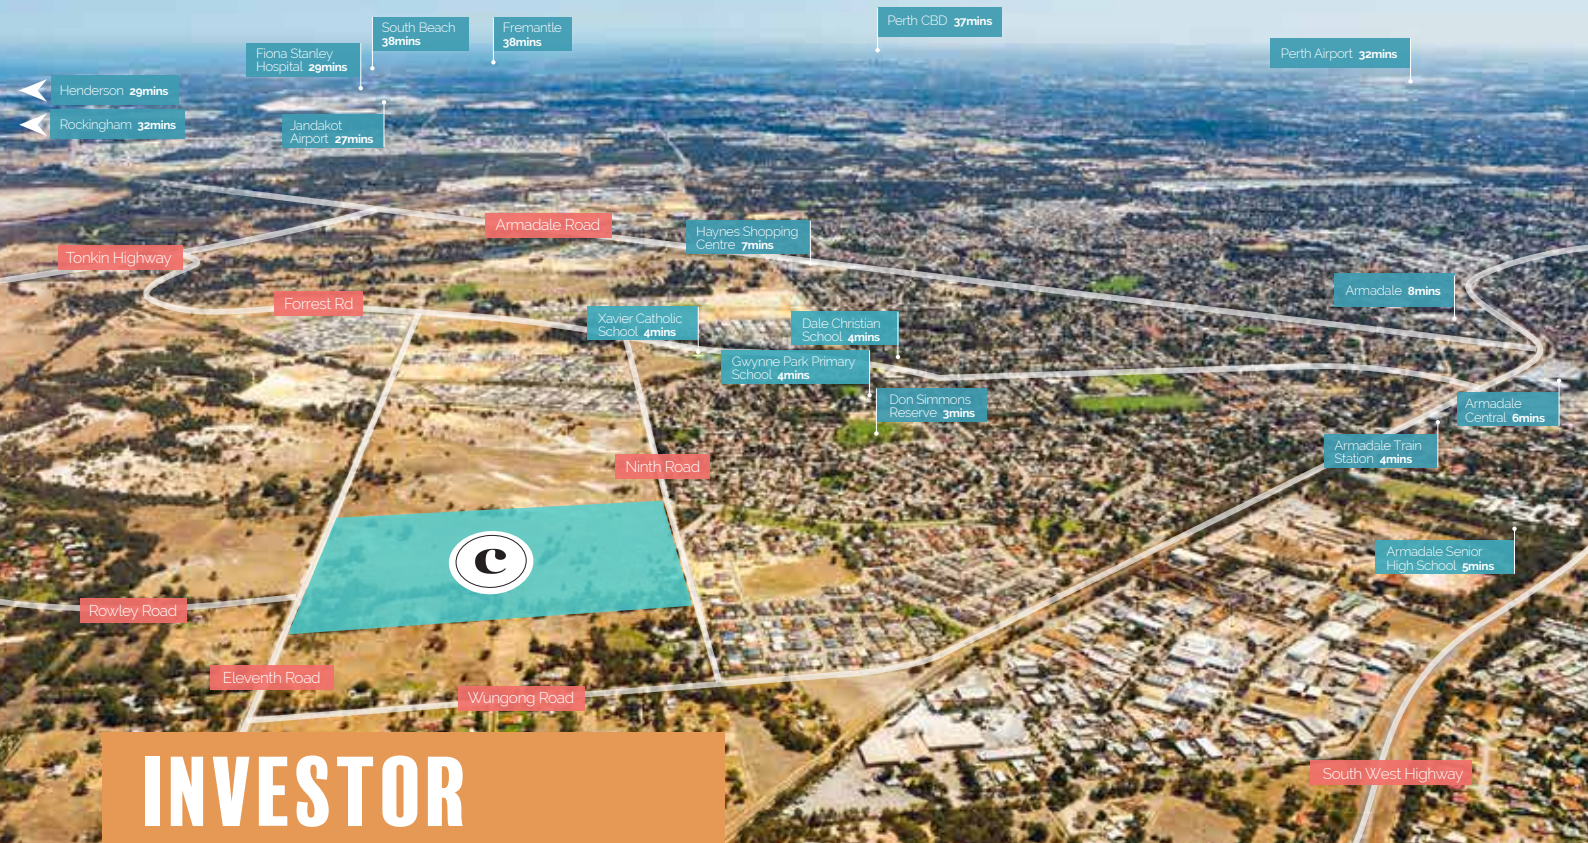 Perth CBD 37mins
South Beach
38mins
Fremantle
38mins
Fiona Stanley
Hospital 29mins
Perth Airport 32mins
Henderson 29mins
Rockingham 32mins
Jandakot
Airport 27mins
Armadale Road
Haynes Shopping
Centre 7mins
Tonkin Highway
Forrest Rd
Armadale 8mins
Xavier Catholic
School 4mins
Dale Christian
School 4mins
Gwynne Park Primary
School 4mins
Don Simmons
Reserve 3mins
Armadale
Central 6mins
Armadale Train
Station 4mins
Ninth Road
c
Armadale Senior
High School 5mins
Rowley Road
Eleventh Road
Wungong Road
South West Highway
INVESTOR